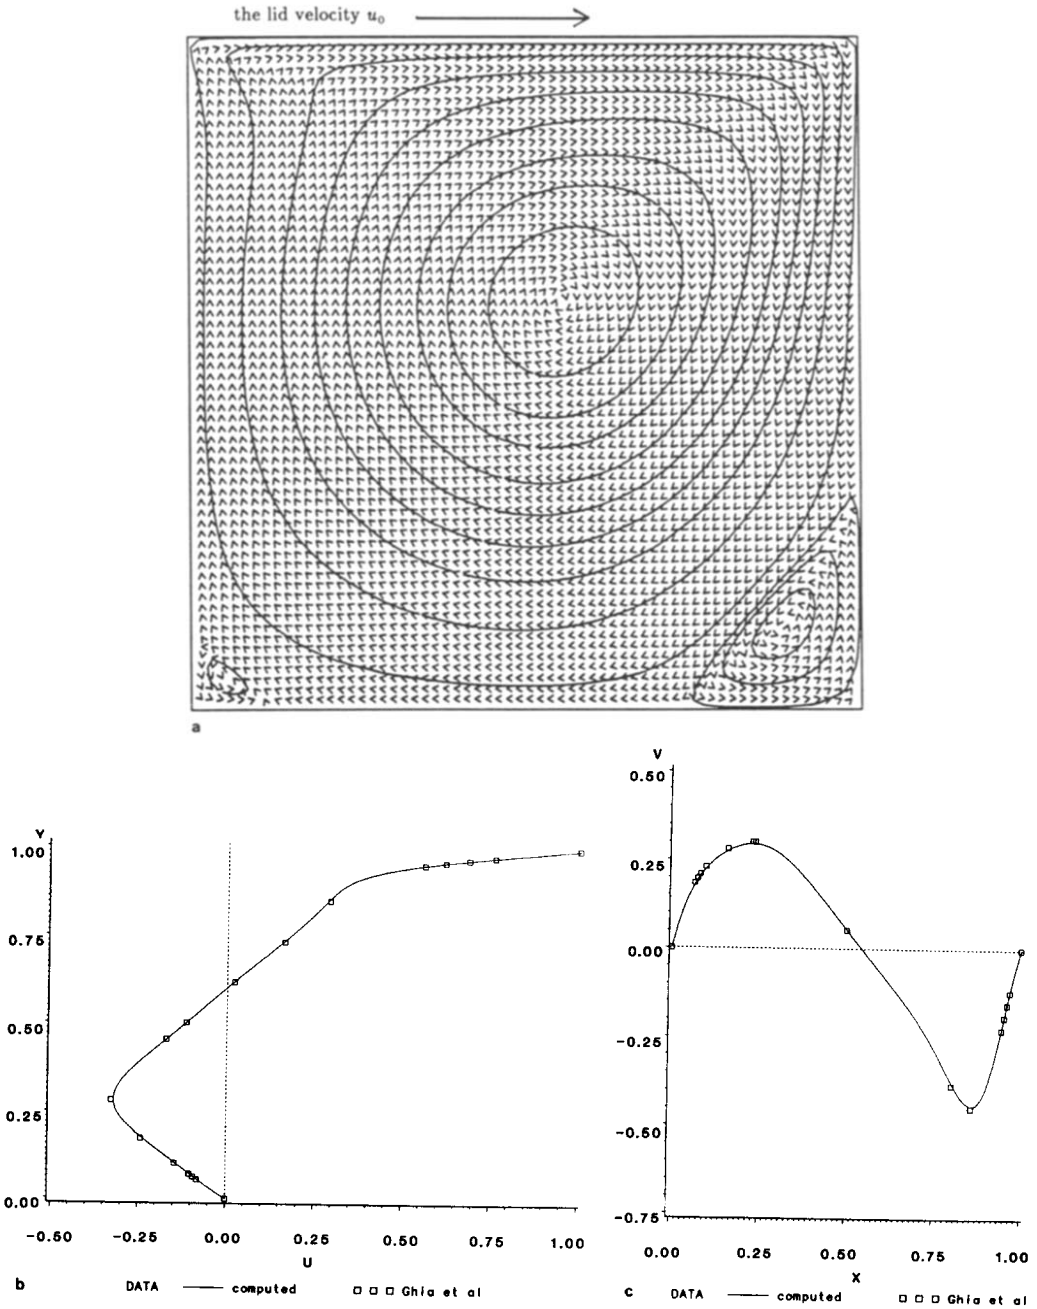 the lid velocity u₀
a
Y
1.00
0.75
0.50
0.25
0.00
-0.50 -0.25 0.00 0.25 0.50 0.75 1.00
U
b DATA computed Ghia et al
V
0.50
0.25
0.00
-0.25
-0.50
-0.75
0.00 0.25 0.50 0.75 1.00
X
c DATA computed Ghia et al